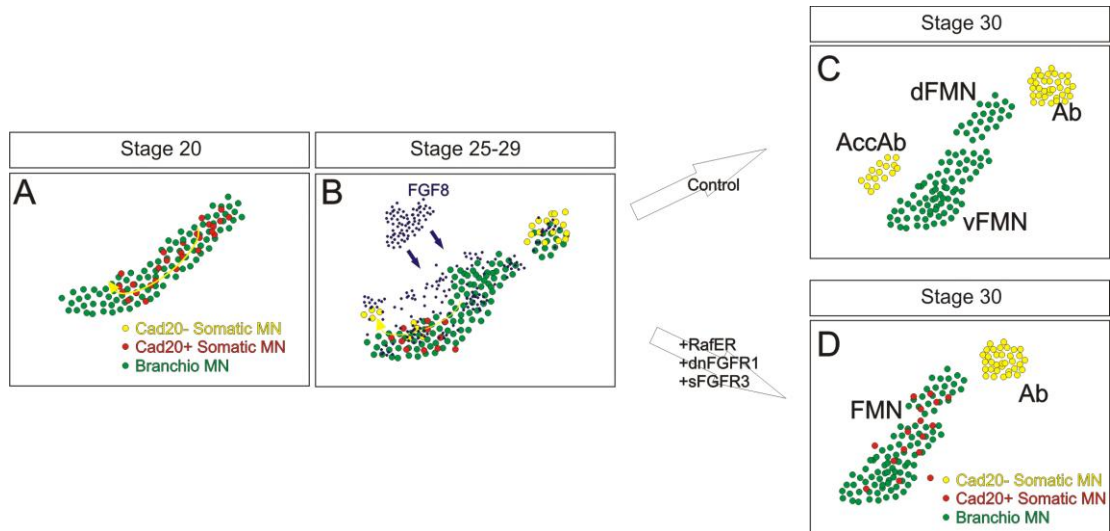 Stage 20
A
Cad20- Somatic MN
Cad20+ Somatic MN
Branchio MN
Stage 25-29
B
FGF8
Control
+RafER
+dnFGFR1
+sFGFR3
Stage 30
C
dFMN
Ab
AccAb
vFMN
Stage 30
D
FMN
Ab
Cad20- Somatic MN
Cad20+ Somatic MN
Branchio MN